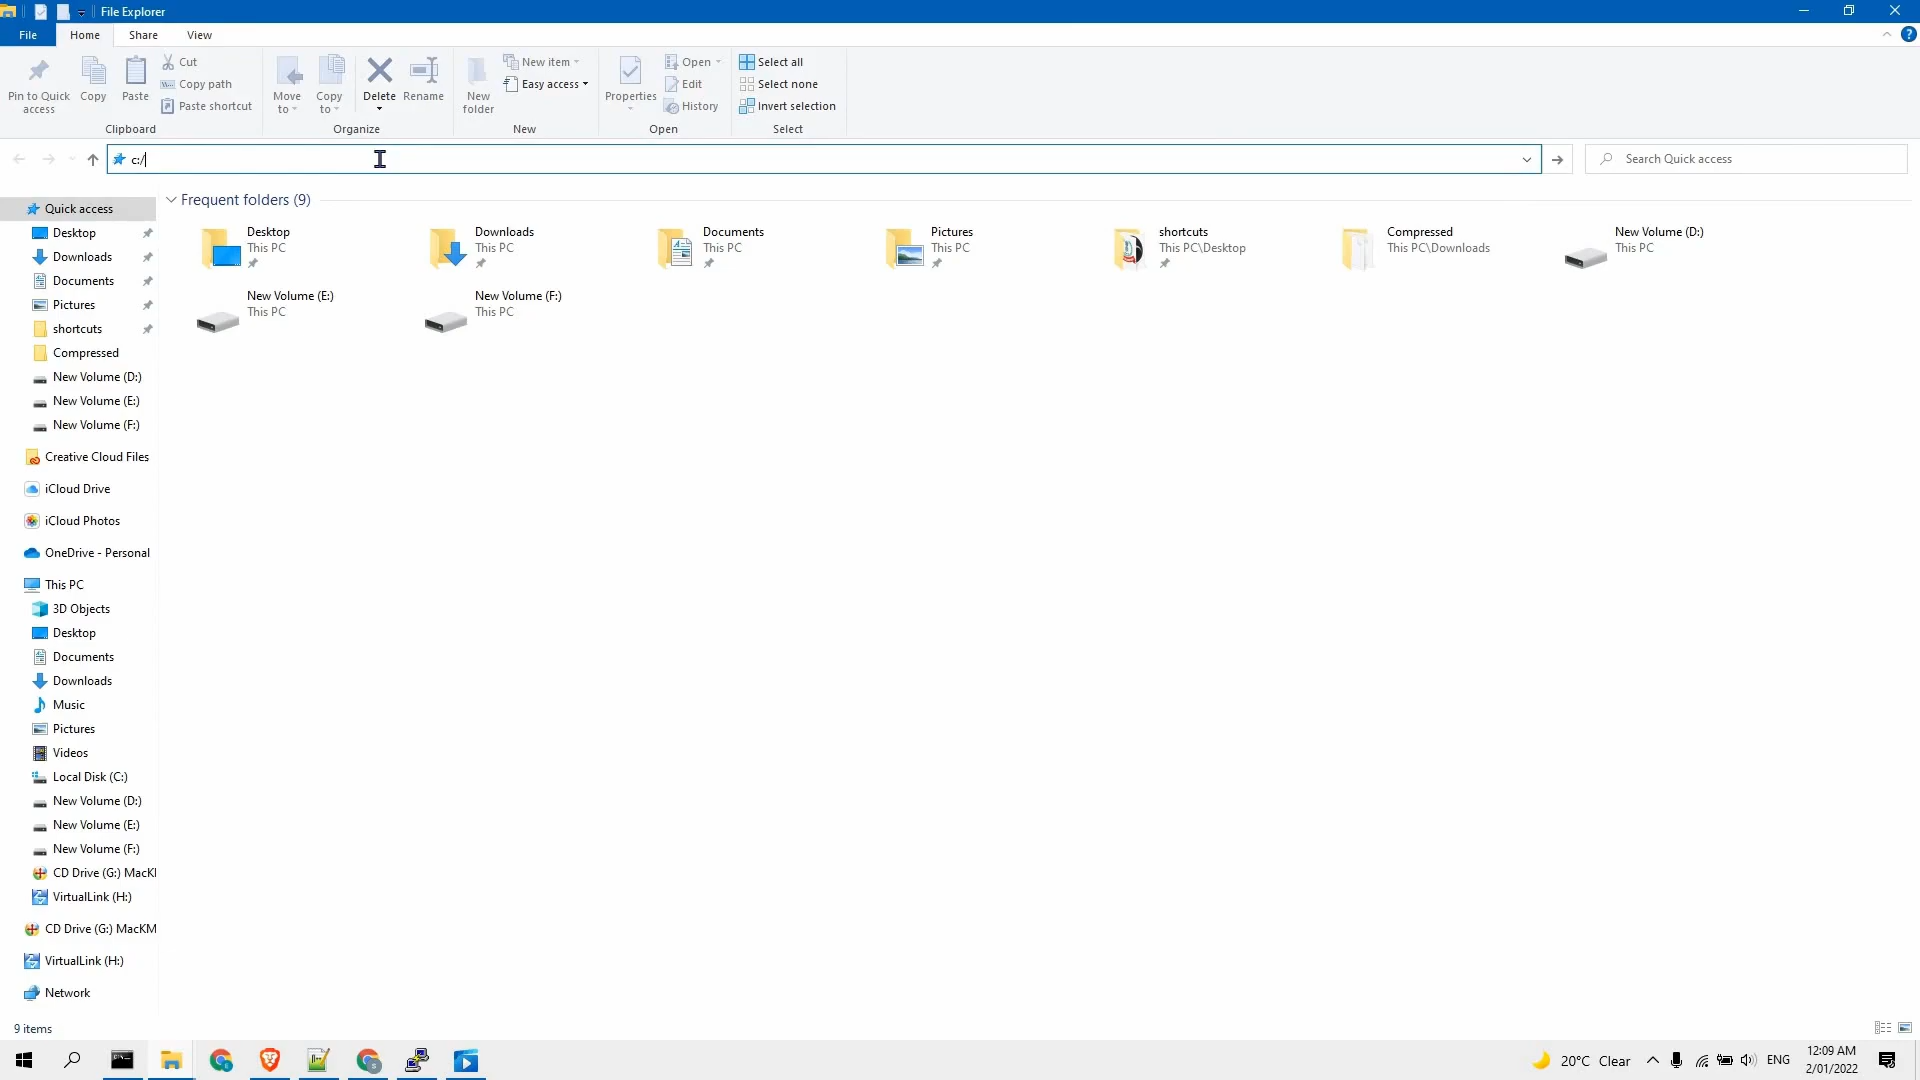 File Explorer
File Home Share View
Pin to Quick access
Copy
Paste
Cut
Copy path
Paste shortcut
Clipboard
Move to
Copy to
Delete
Rename
Organize
New folder
New item
Easy access
New
Properties
Open
Edit
History
Open
Select all
Select none
Invert selection
Select
c:/
Search Quick access
Quick access
Desktop
Downloads
Documents
Pictures
shortcuts
Compressed
New Volume (D:)
New Volume (E:)
New Volume (F:)
Creative Cloud Files
iCloud Drive
iCloud Photos
OneDrive - Personal
This PC
3D Objects
Desktop
Documents
Downloads
Music
Pictures
Videos
Local Disk (C:)
New Volume (D:)
New Volume (E:)
New Volume (F:)
CD Drive (G:) MacKM
VirtualLink (H:)
CD Drive (G:) MacKM
VirtualLink (H:)
Network
Frequent folders (9)
Desktop
This PC
Downloads
This PC
Documents
This PC
Pictures
This PC
shortcuts
This PC\Desktop
Compressed
This PC\Downloads
New Volume (D:)
This PC
New Volume (E:)
This PC
New Volume (F:)
This PC
9 items
20°C Clear
ENG
12:09 AM
2/01/2022